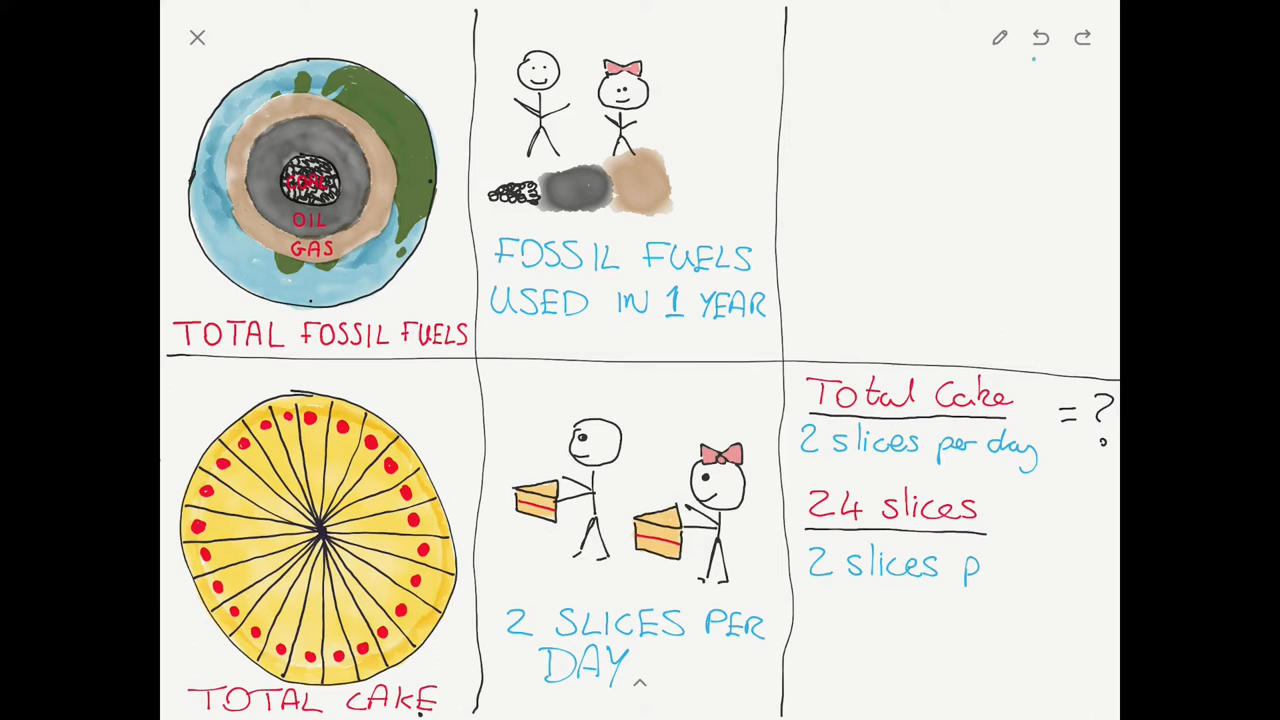 COAL
OIL
GAS
TOTAL FOSSIL FUELS
FOSSIL FUELS
USED IN 1 YEAR
TOTAL CAKE
2 SLICES PER
DAY
Total Cake
2 slices per day
= ?
24 slices
2 slices p